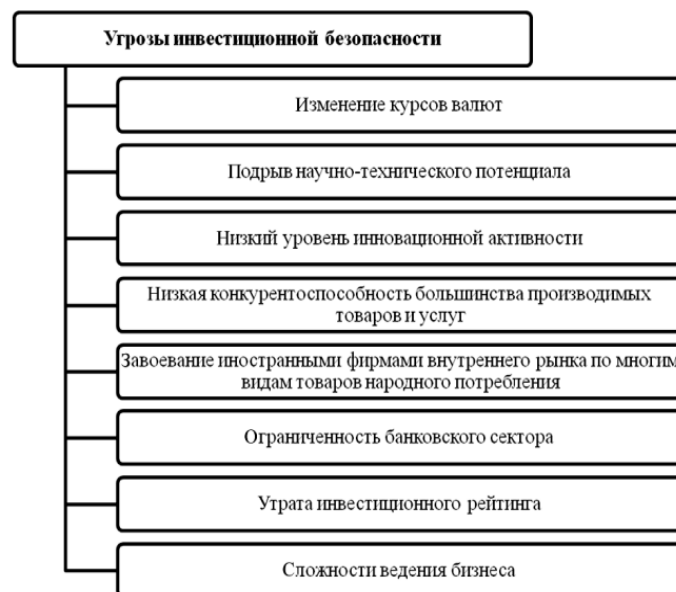 Угрозы инвестиционной безопасности
Изменение курсов валют
Подрыв научно-технического потенциала
Низкий уровень инновационной активности
Низкая конкурентоспособность большинства производимых
товаров и услуг
Завоевание иностранными фирмами внутреннего рынка по многим
видам товаров народного потребления
Ограниченность банковского сектора
Утрата инвестиционного рейтинга
Сложности ведения бизнеса